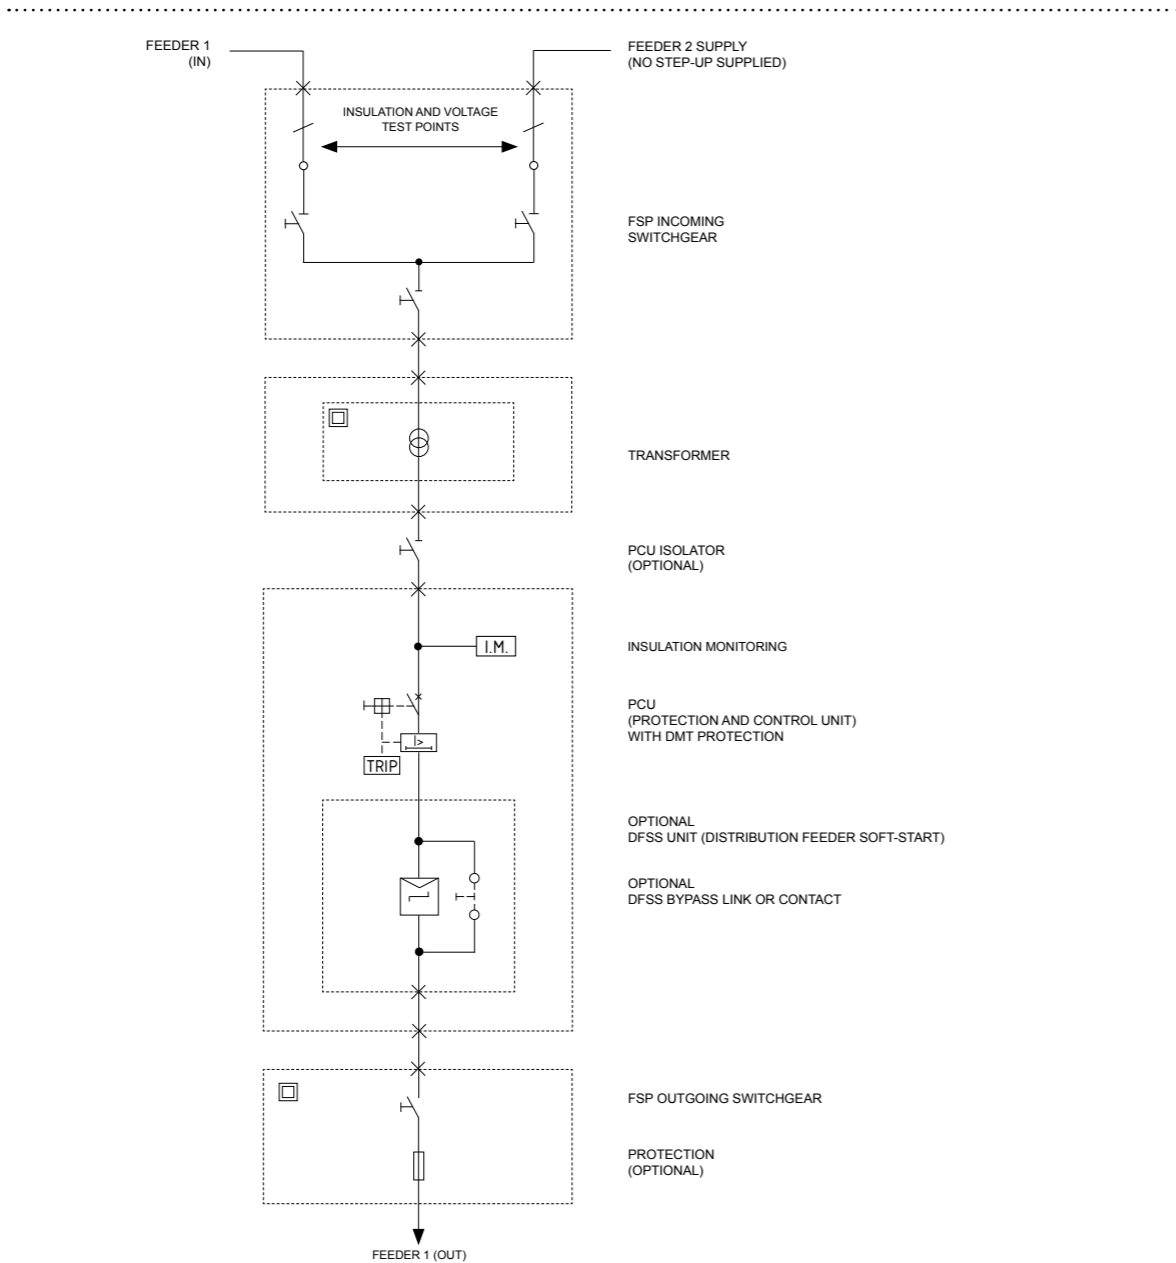 FEEDER 1
(IN)
FEEDER 2 SUPPLY
(NO STEP-UP SUPPLIED)
INSULATION AND VOLTAGE
TEST POINTS
FSP INCOMING
SWITCHGEAR
TRANSFORMER
PCU ISOLATOR
(OPTIONAL)
I.M.
INSULATION MONITORING
PCU
(PROTECTION AND CONTROL UNIT)
WITH DMT PROTECTION
I>
TRIP
OPTIONAL
DFSS UNIT (DISTRIBUTION FEEDER SOFT-START)
OPTIONAL
DFSS BYPASS LINK OR CONTACT
FSP OUTGOING SWITCHGEAR
PROTECTION
(OPTIONAL)
FEEDER 1 (OUT)